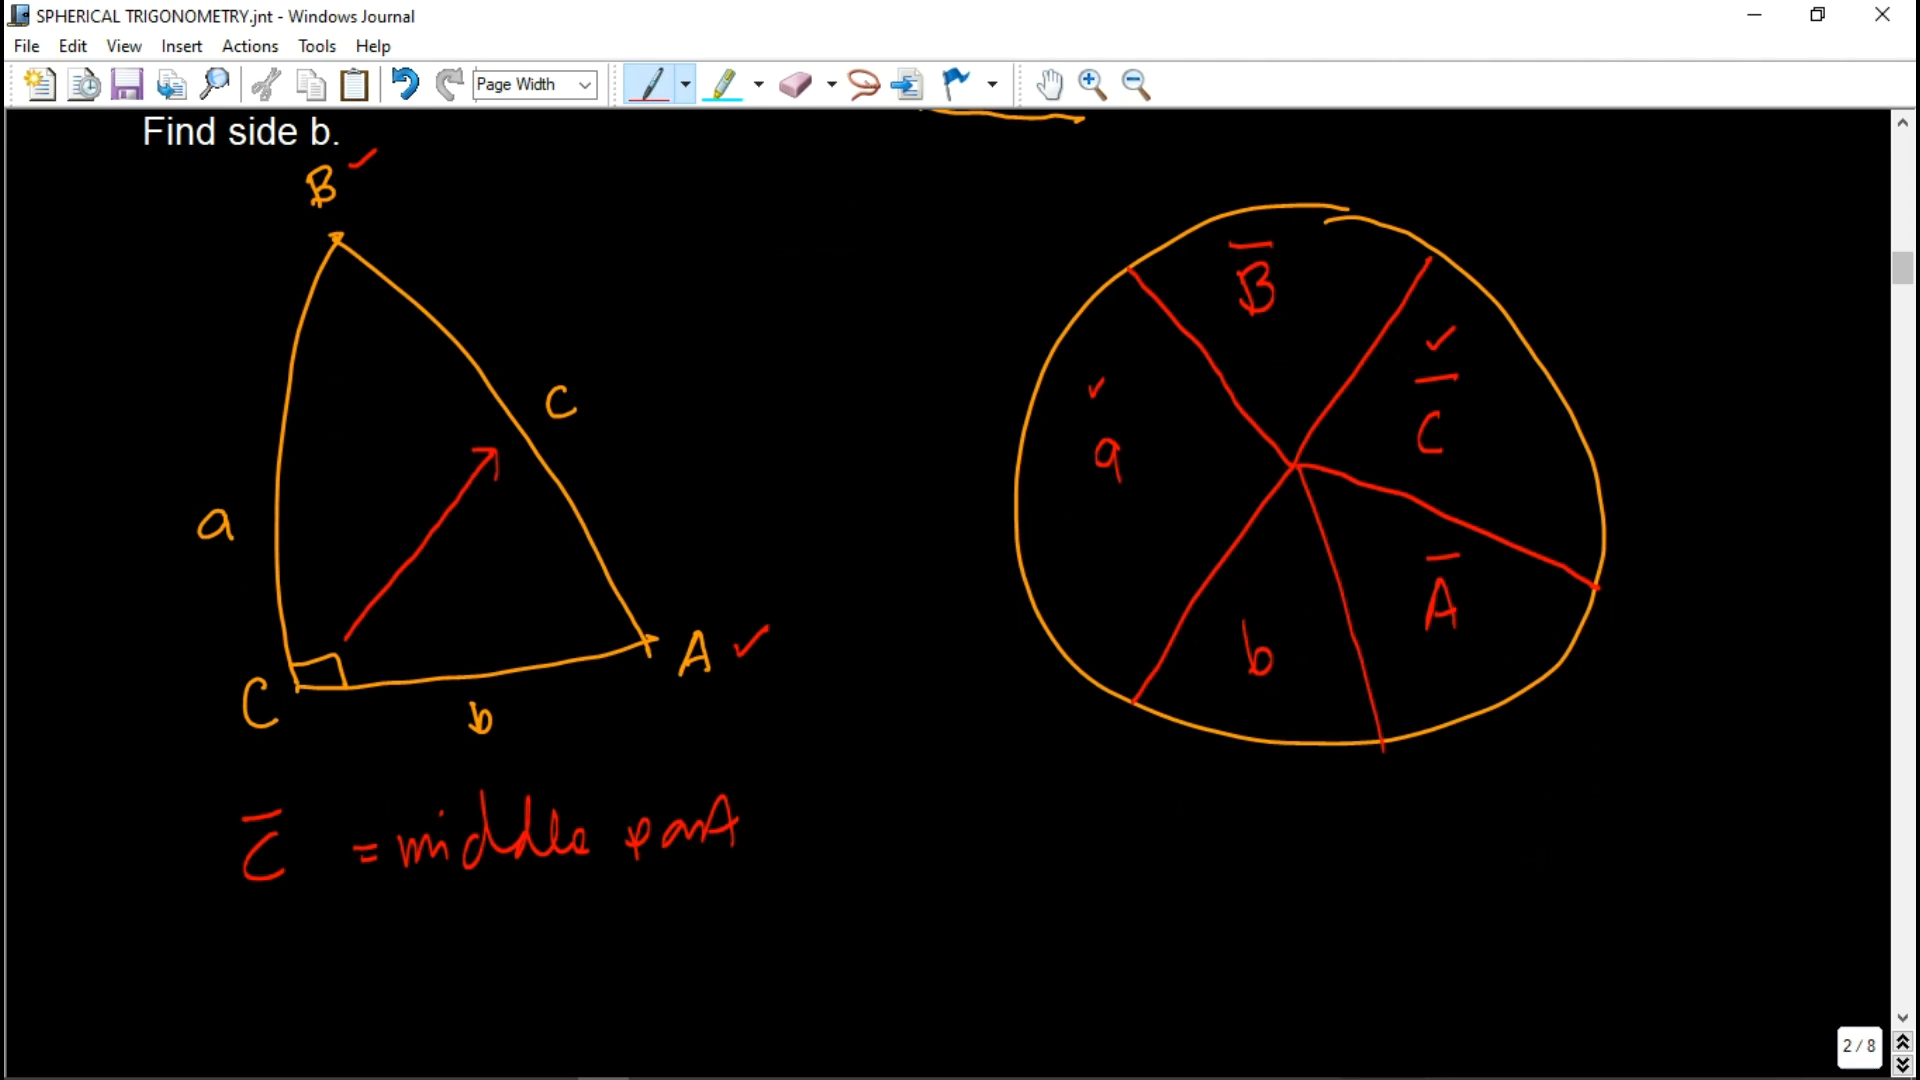 SPHERICAL TRIGONOMETRY.jnt - Windows Journal
File Edit View Insert Actions Tools Help
Page Width
Find side b.
B
c
a
A
C
b
B̅
c̅
a
A̅
b
c̅ = middle part
2 / 8